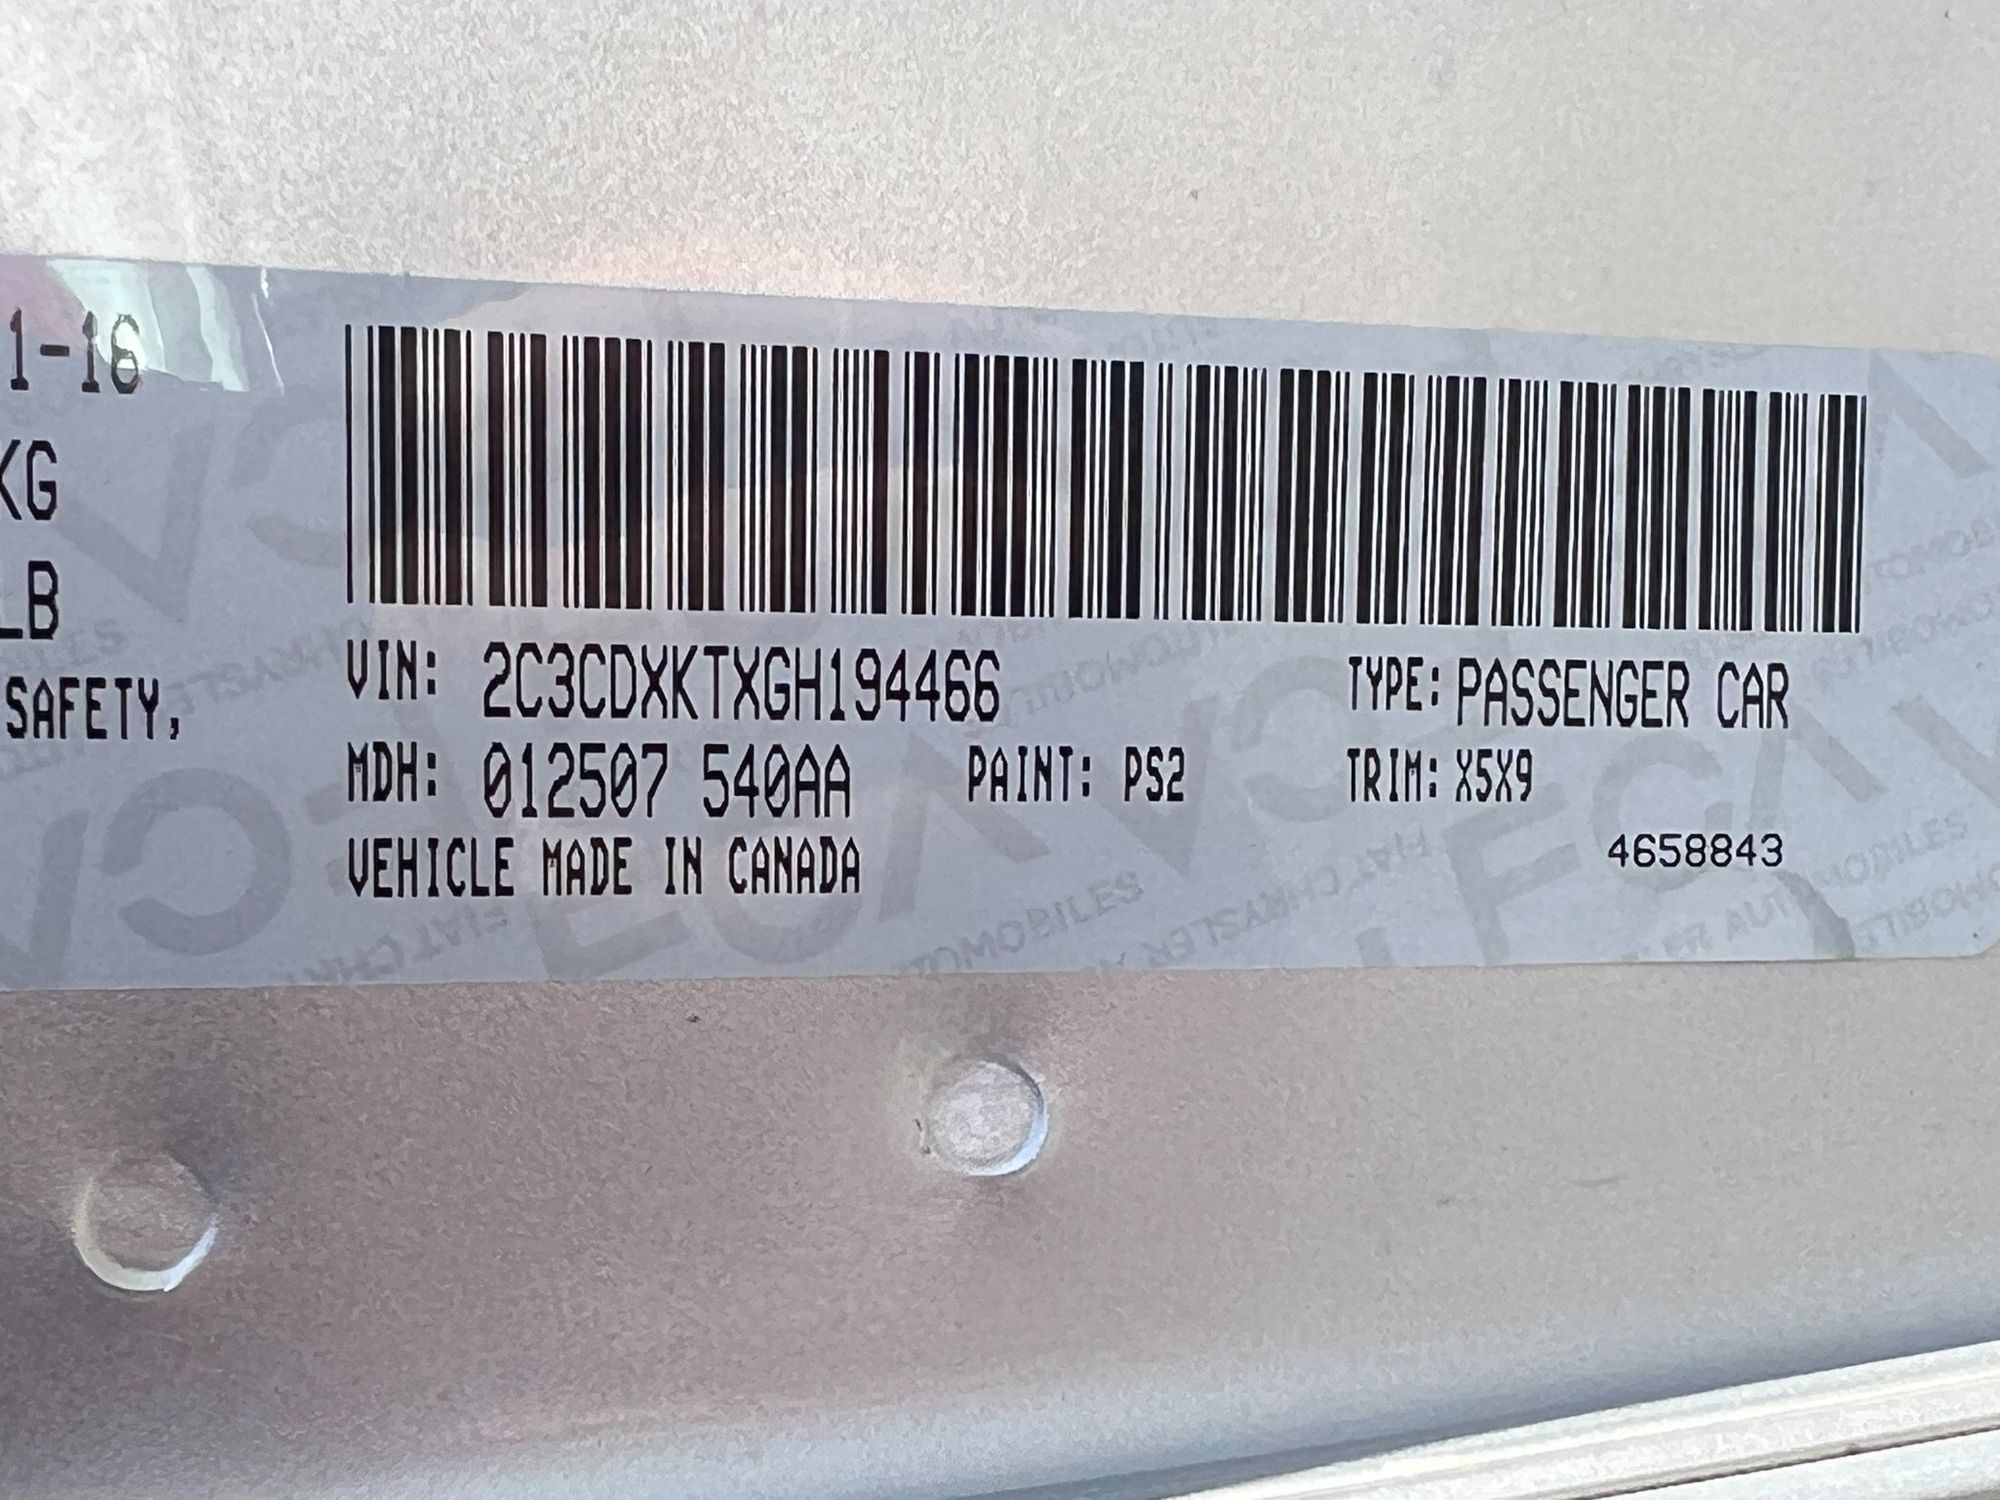 1-16
KG
LB
SAFETY,
VIN: 2C3CDXKTXGH194466
TYPE: PASSENGER CAR
MDH: 012507 540AA
PAINT: PS2
TRIM: X5X9
VEHICLE MADE IN CANADA
4658843